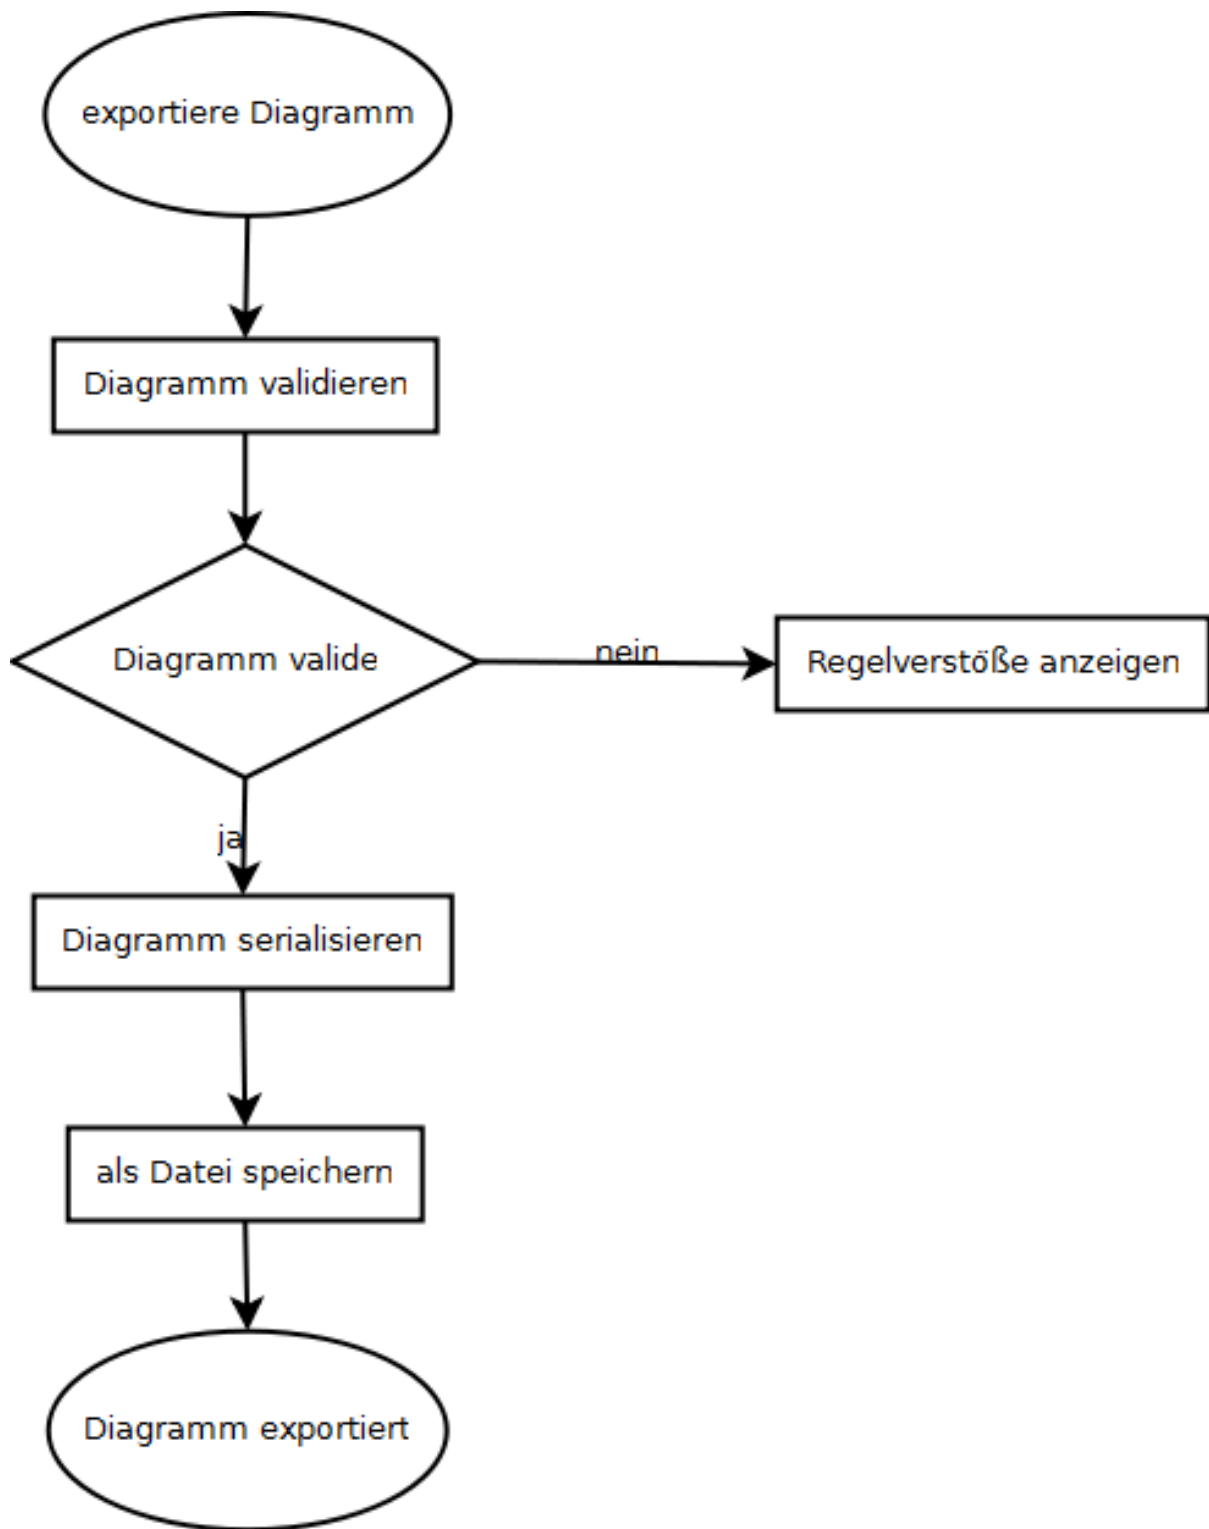 exportiere Diagramm
Diagramm validieren
Diagramm valide
nein
Regelverstöße anzeigen
ja
Diagramm serialisieren
als Datei speichern
Diagramm exportiert